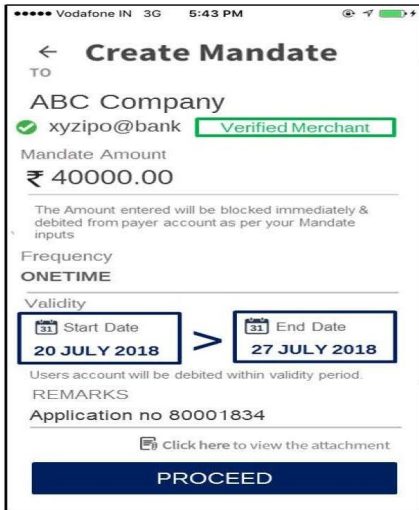 Vodafone IN 3G 5:43 PM
← Create Mandate
TO
ABC Company
xyzipo@bank Verified Merchant
Mandate Amount
₹ 40000.00
The Amount entered will be blocked immediately &
debited from payer account as per your Mandate
inputs
Frequency
ONETIME
Validity
31 Start Date > 31 End Date
20 JULY 2018 27 JULY 2018
Users account will be debited within validity period.
REMARKS
Application no 80001834
Click here to view the attachment
PROCEED